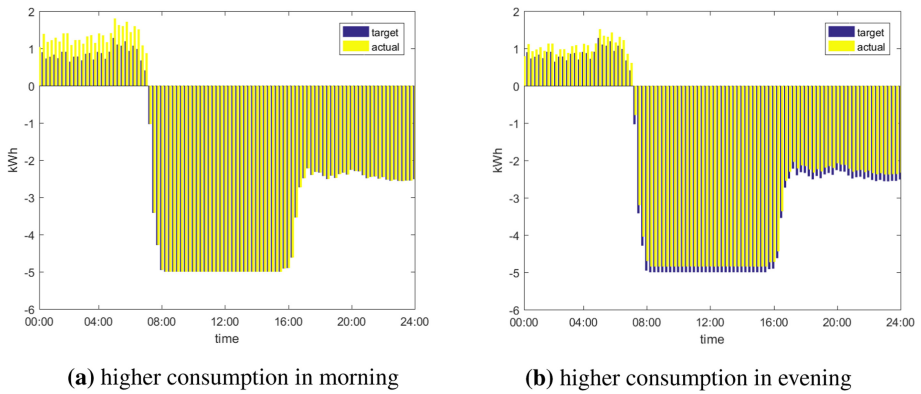 2
1
0
-1
-2
-3
-4
-5
-6
kWh
00:00 04:00 08:00 12:00 16:00 20:00 24:00
time
target
actual
(a) higher consumption in morning
2
1
0
-1
-2
-3
-4
-5
-6
kWh
00:00 04:00 08:00 12:00 16:00 20:00 24:00
time
target
actual
(b) higher consumption in evening